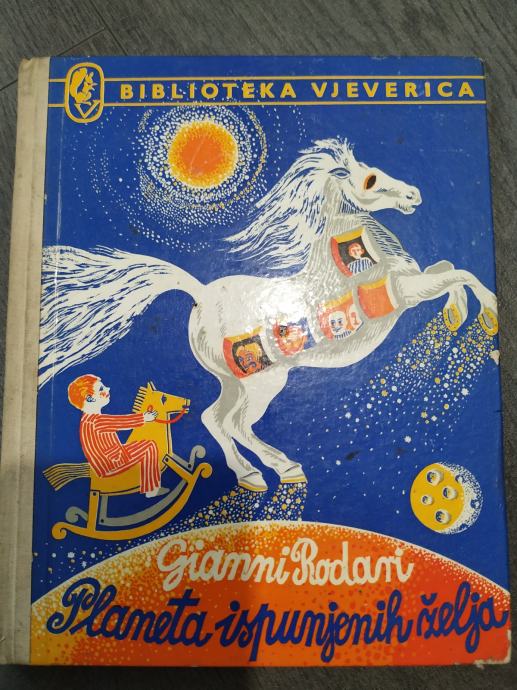 BIBLIOTEKA VJEVERICA
Gianni Rodari
Planeta ispunjenih želja